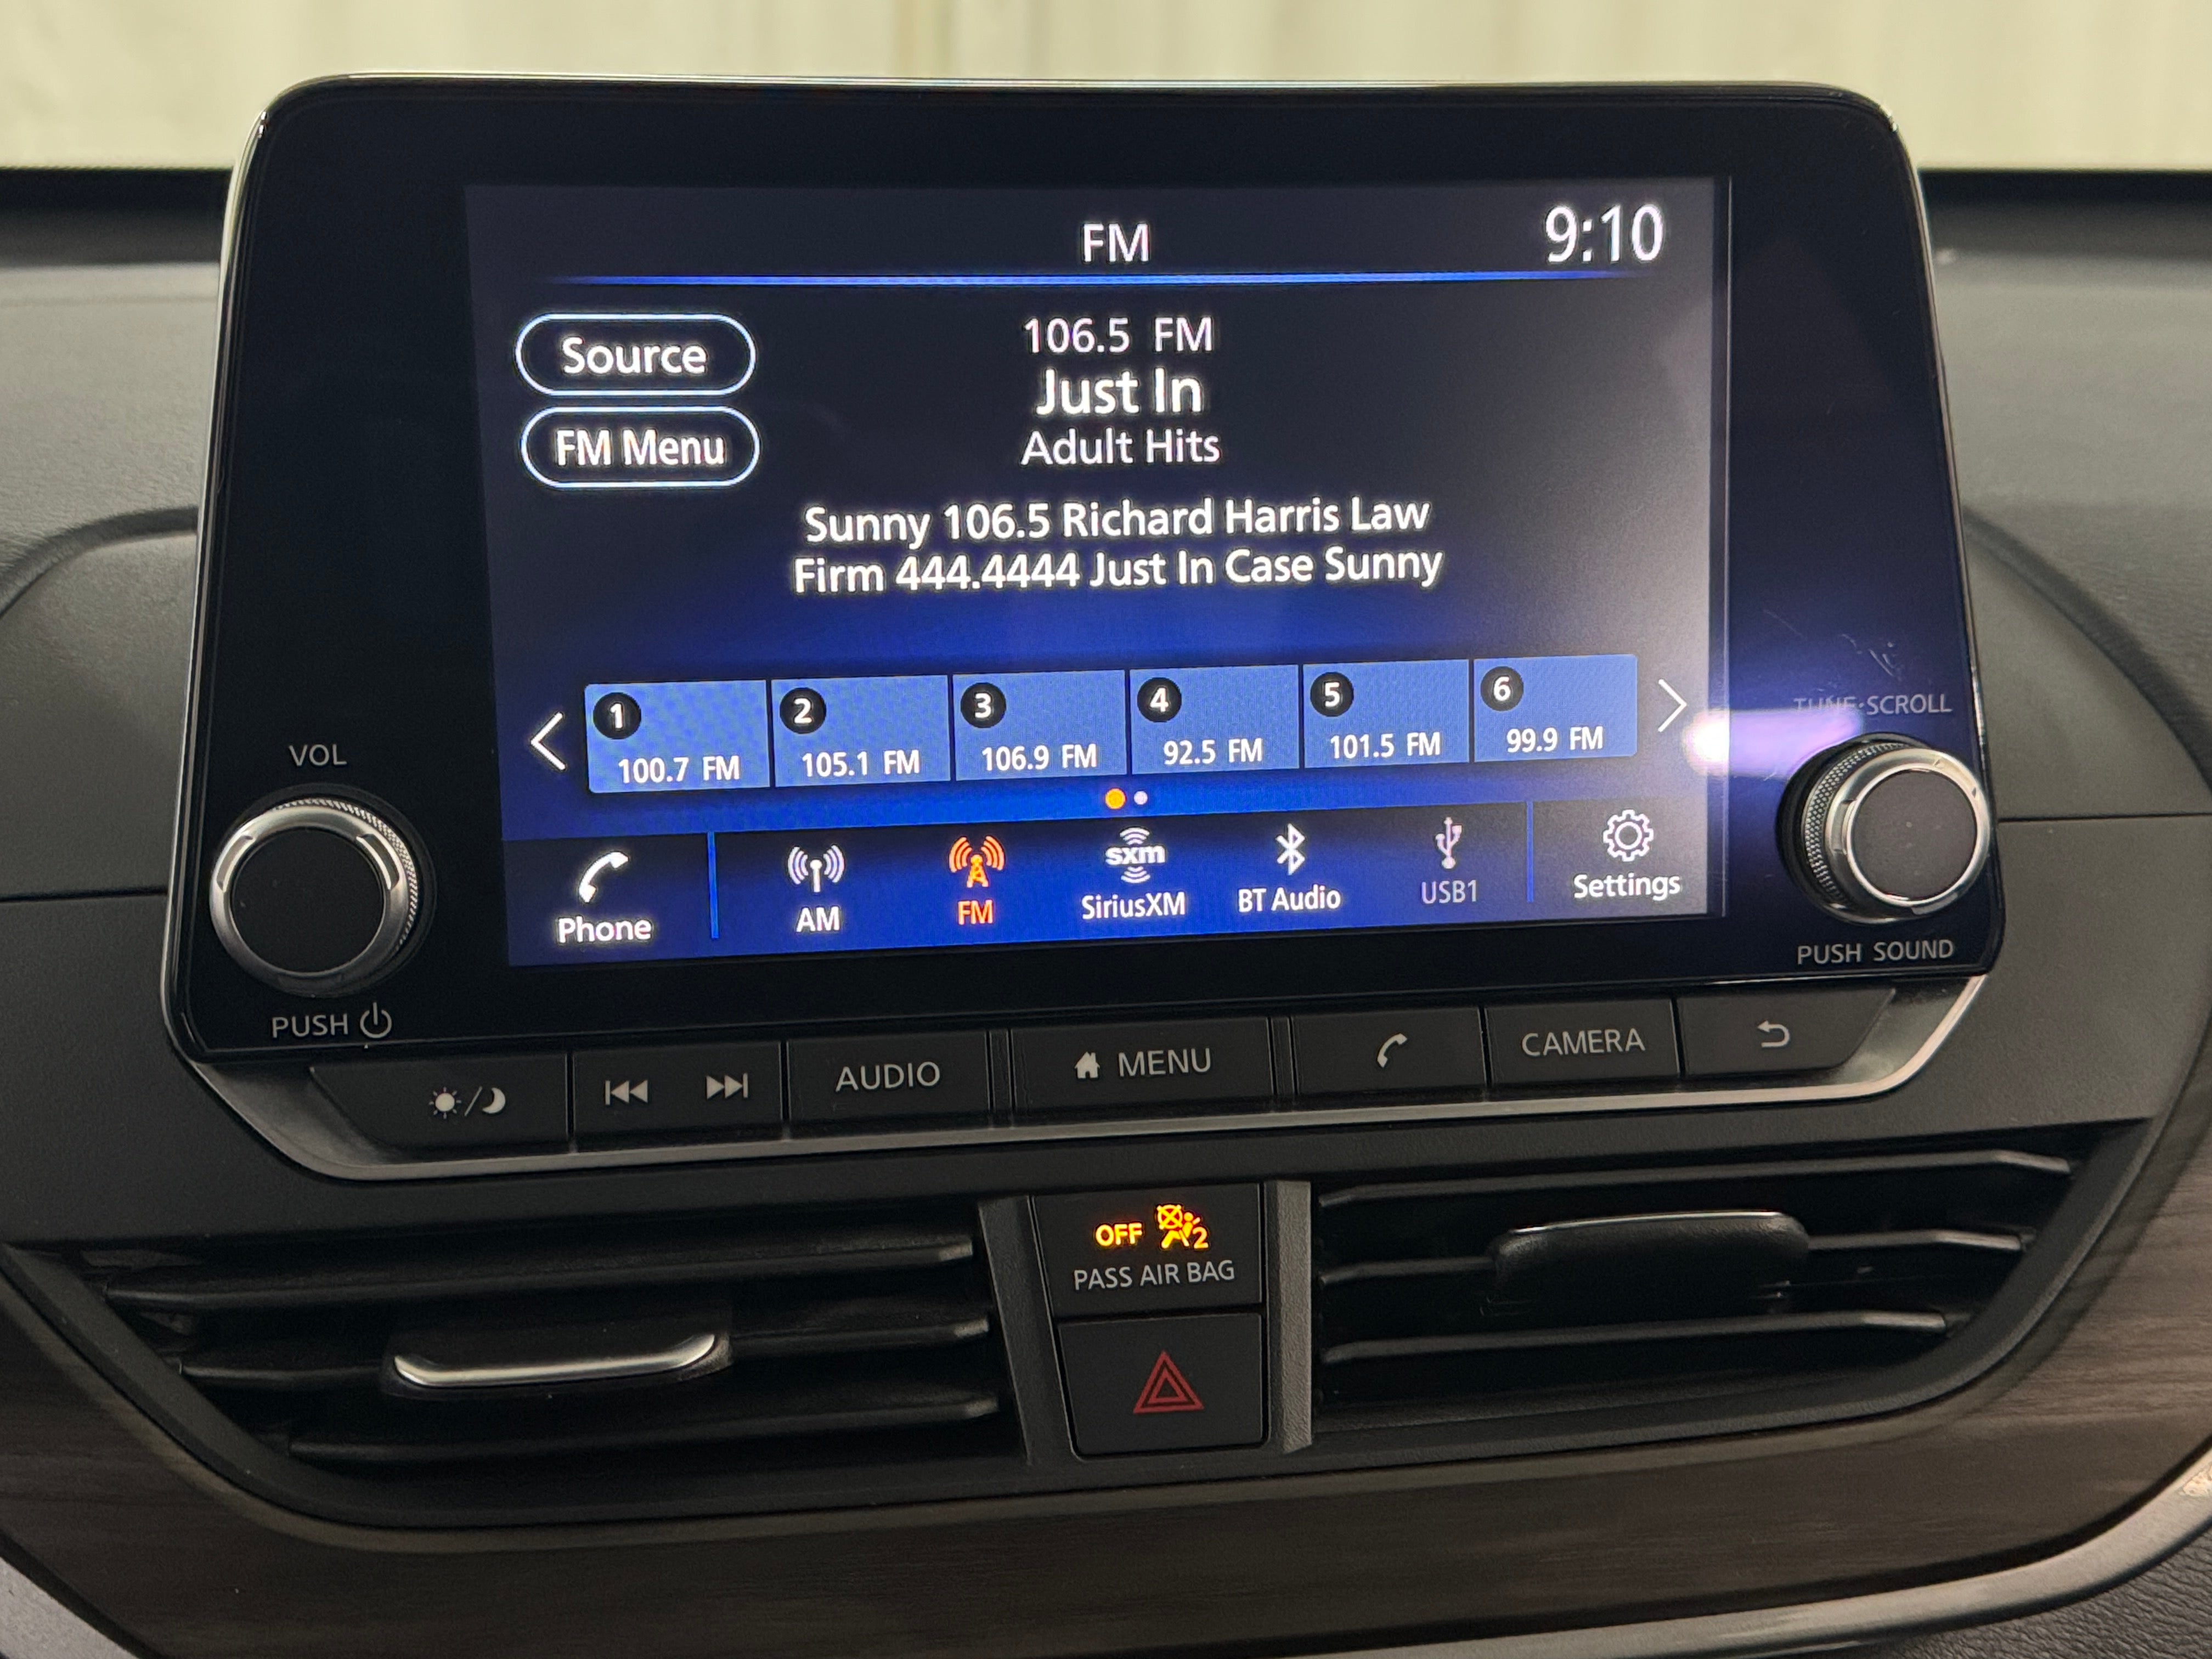 FM
9:10
Source
106.5 FM
Just In
FM Menu
Adult Hits
Sunny 106.5 Richard Harris Law
Firm 444.4444 Just In Case Sunny
1
100.7 FM
2
105.1 FM
3
106.9 FM
4
92.5 FM
5
101.5 FM
6
99.9 FM
TUNE·SCROLL
VOL
Phone
AM
FM
sxm
SiriusXM
BT Audio
USB1
Settings
PUSH
PUSH SOUND
AUDIO
MENU
CAMERA
OFF 2
PASS AIR BAG